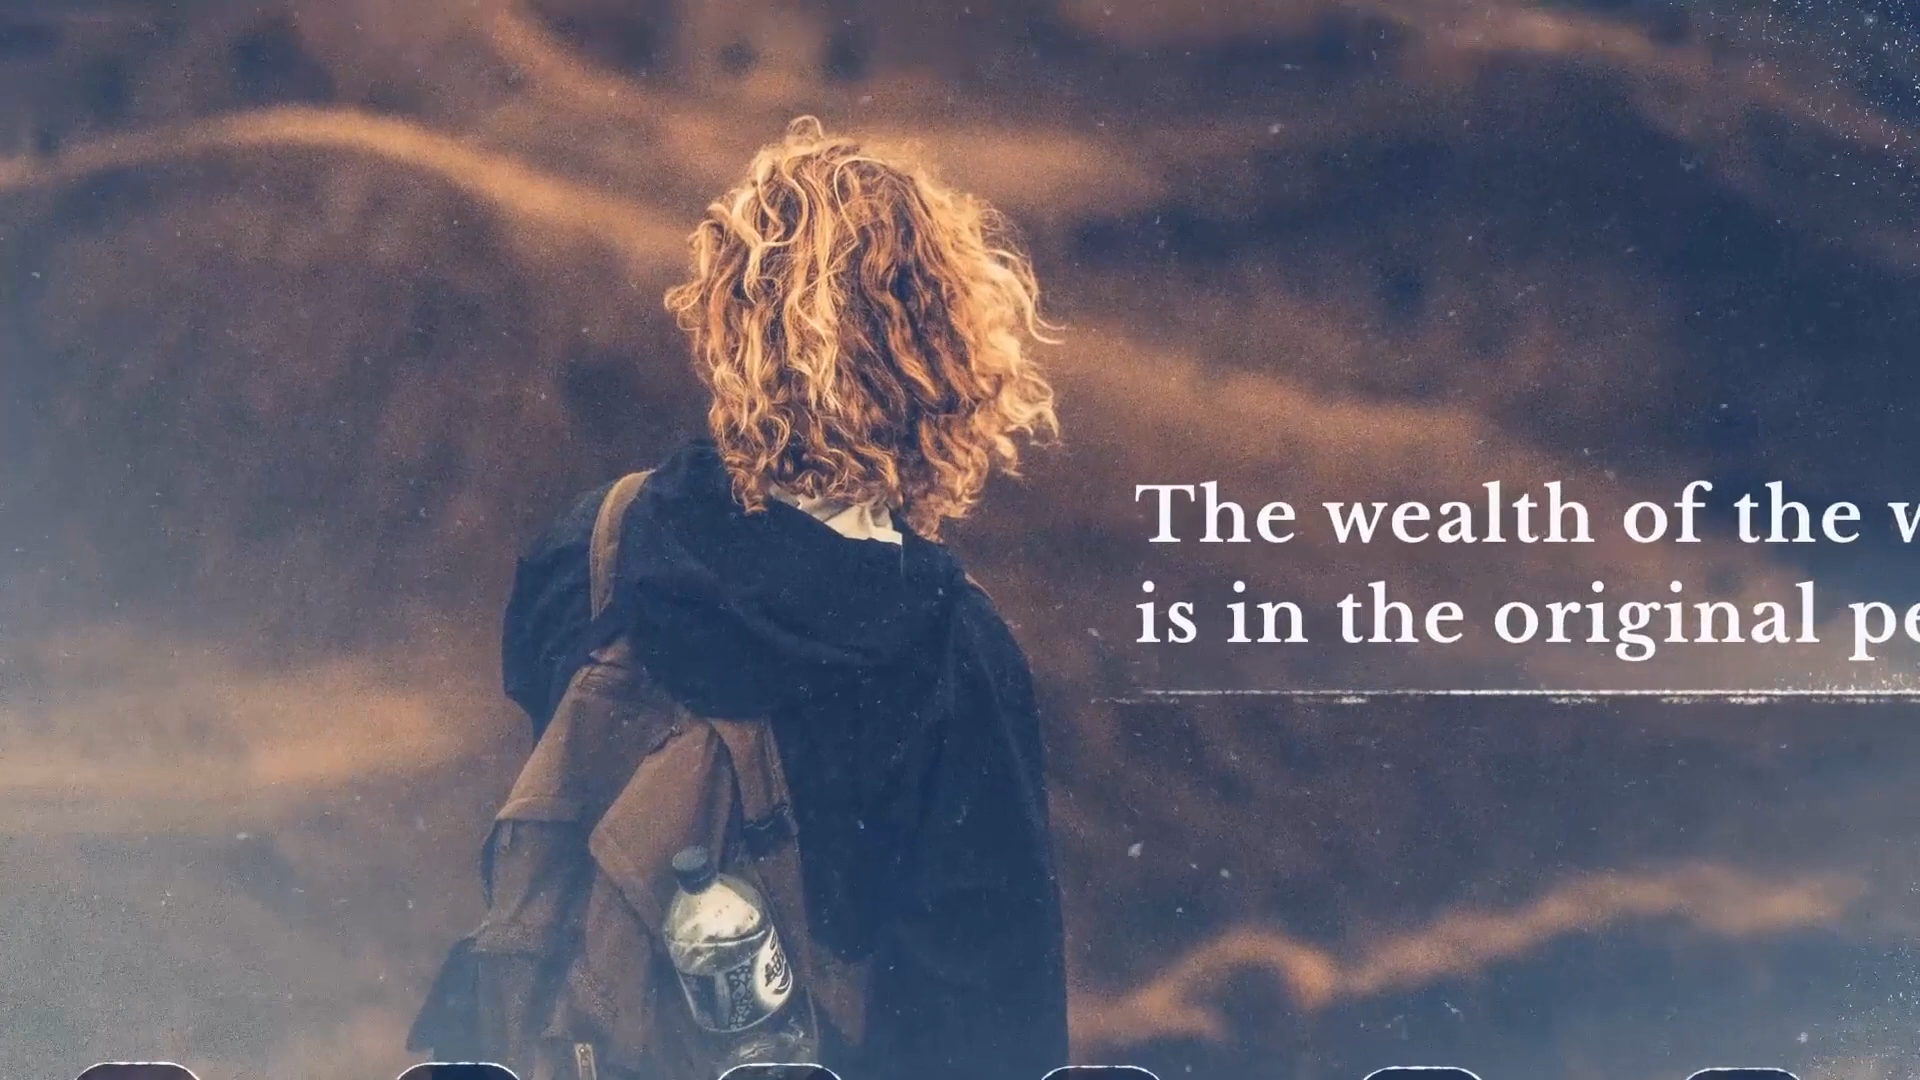 The wealth of the
is in the original